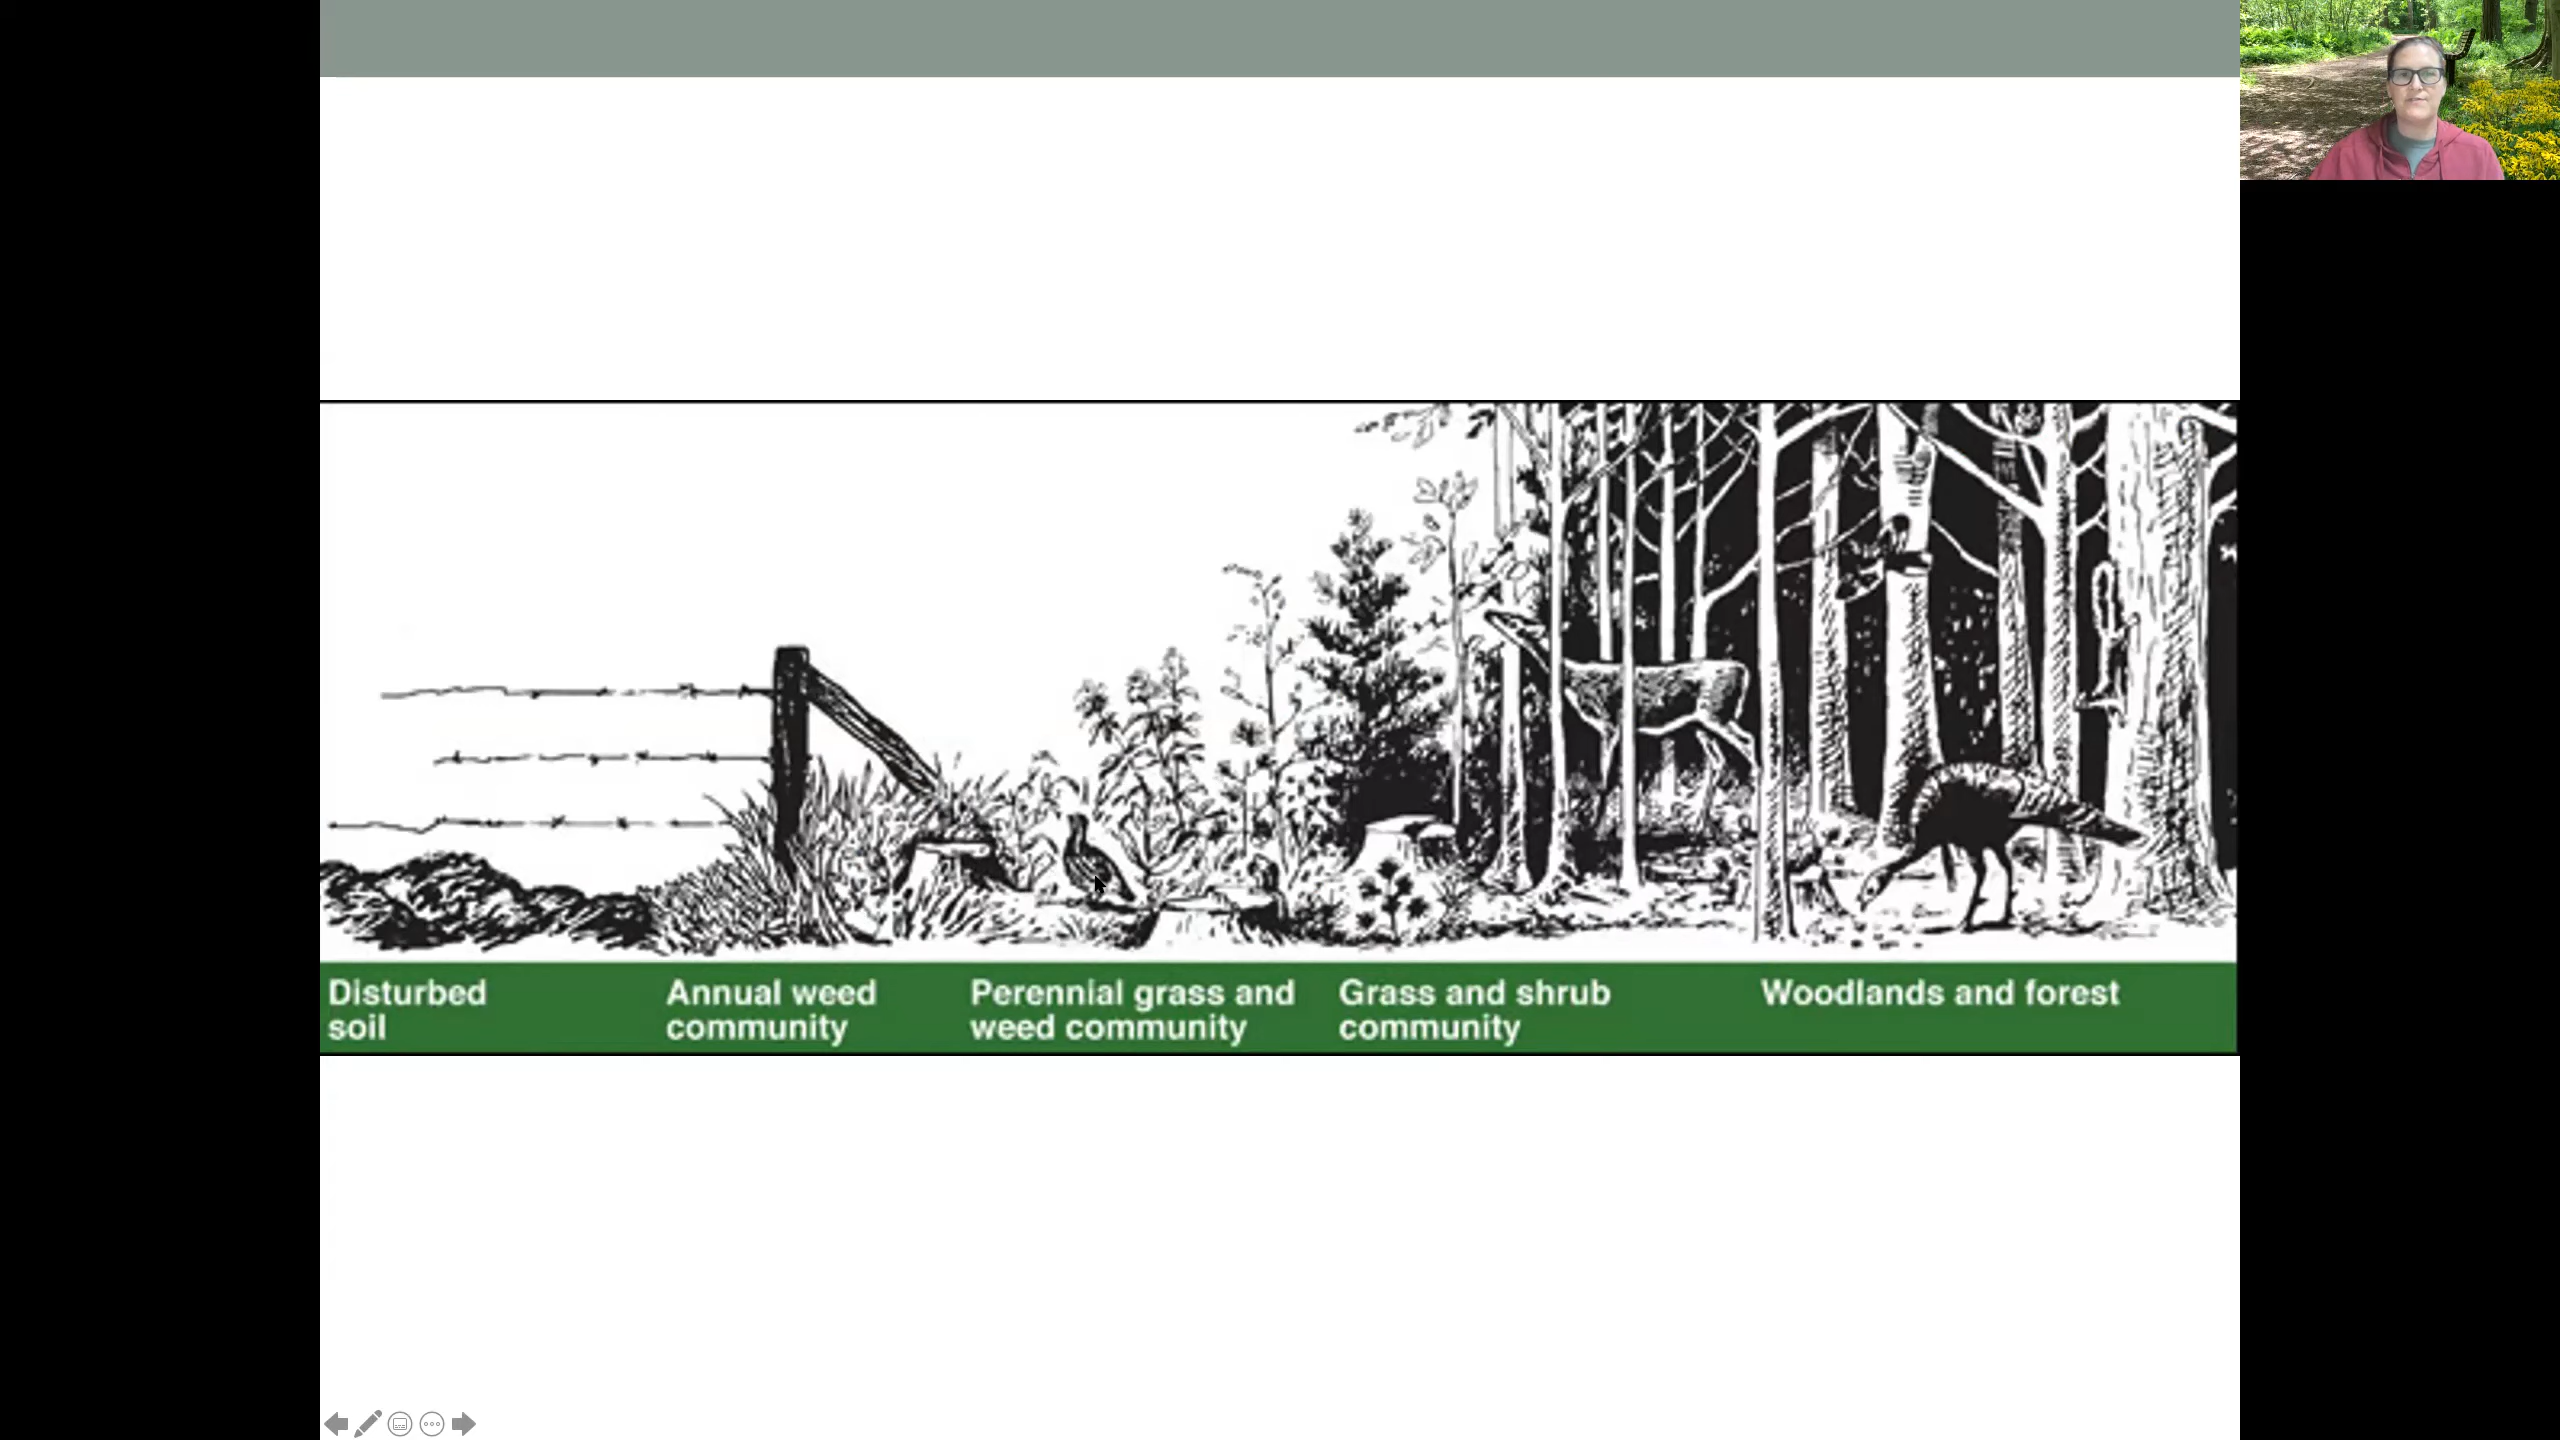 Disturbed
soil
Annual weed
community
Perennial grass and
weed community
Grass and shrub
community
Woodlands and forest